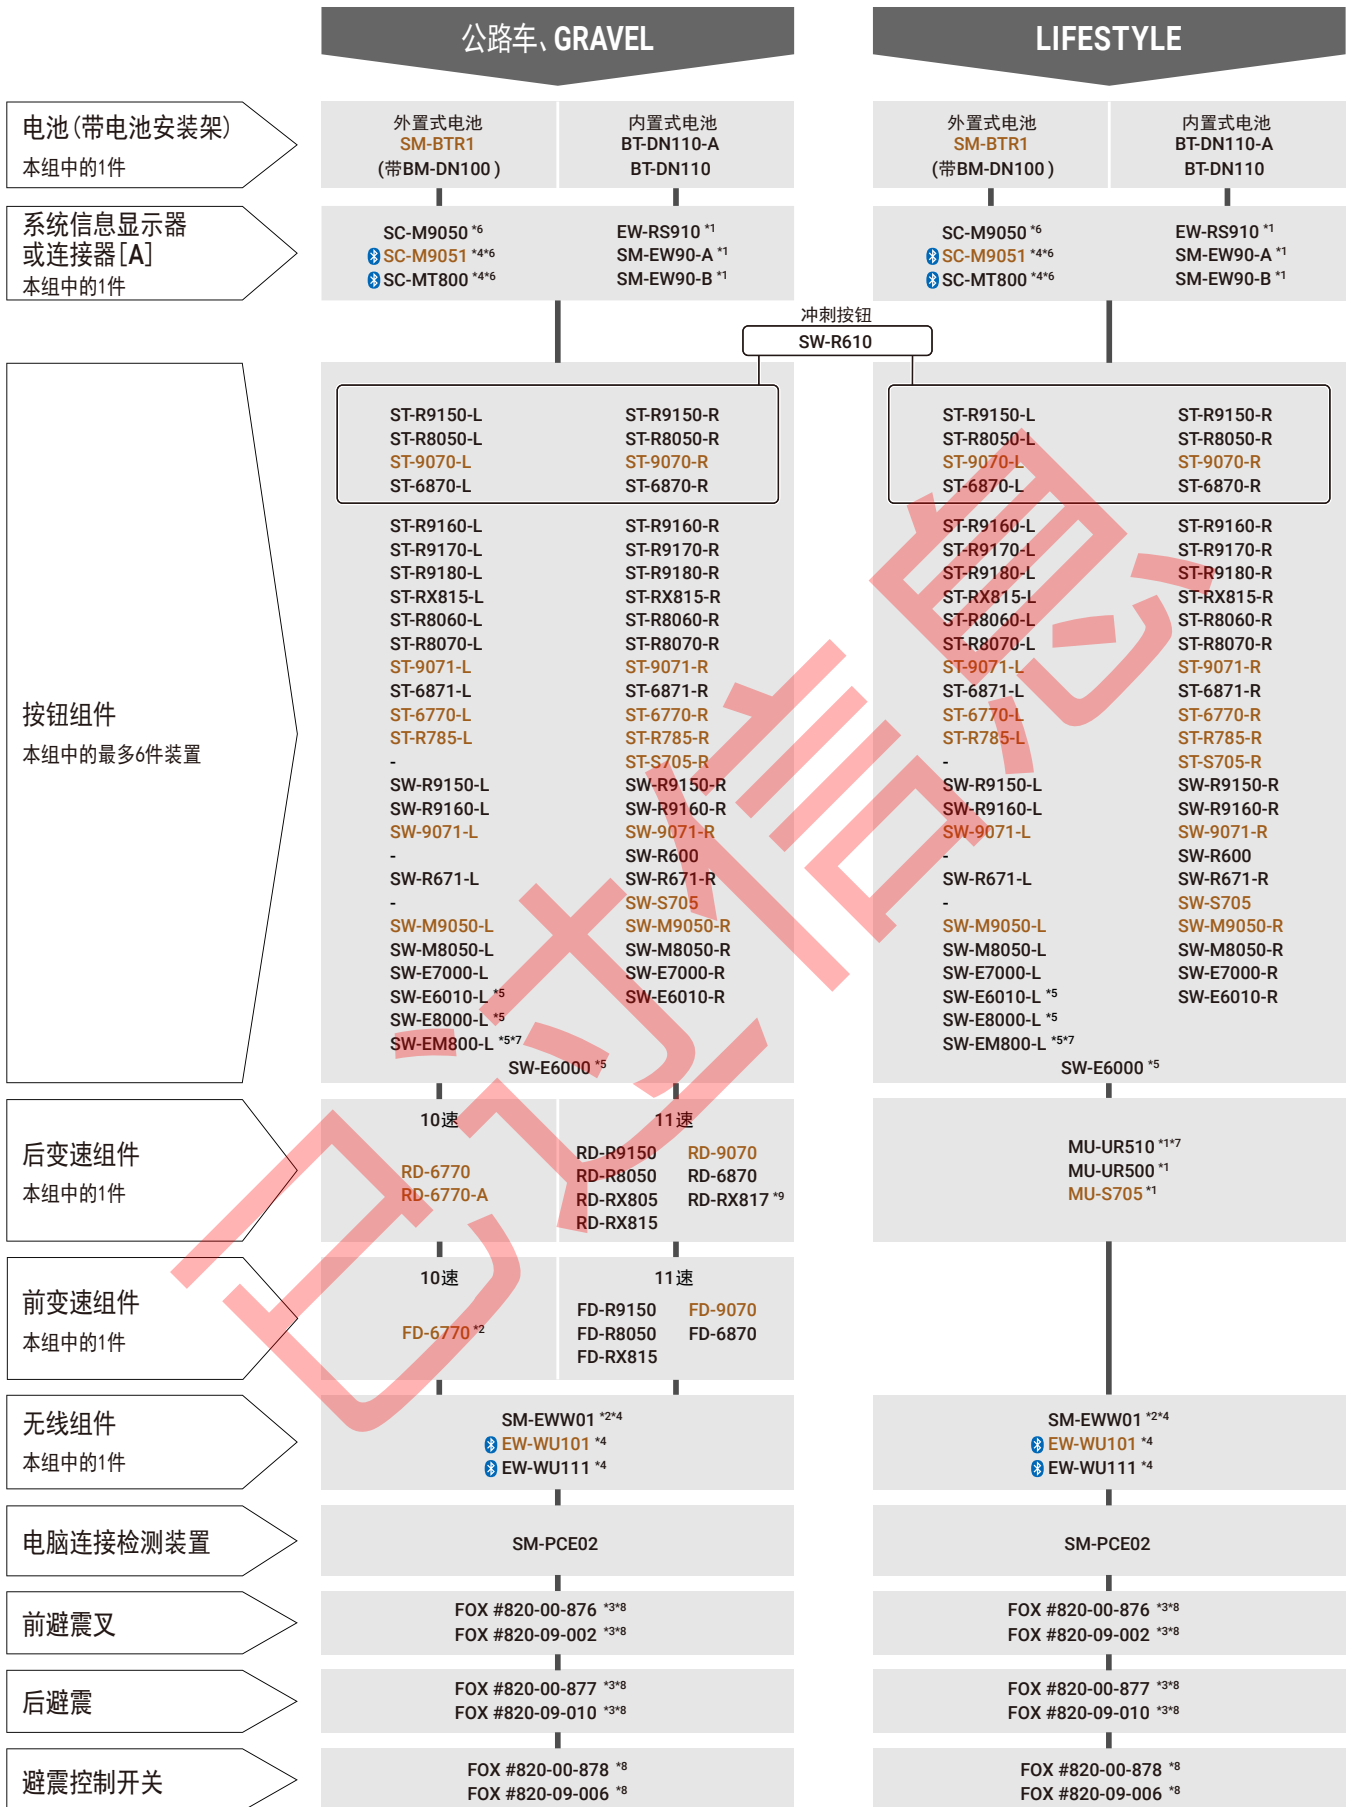 公路车、GRAVEL
LIFESTYLE
电池（带电池安装架）
本组中的1件
外置式电池
SM-BTR1
(带BM-DN100 )
内置式电池
BT-DN110-A
BT-DN110
外置式电池
SM-BTR1
(带BM-DN100 )
内置式电池
BT-DN110-A
BT-DN110
系统信息显示器
或连接器[A]
本组中的1件
SC-M9050 *6
SC-M9051 *4*6
SC-MT800 *4*6
EW-RS910 *1
SM-EW90-A *1
SM-EW90-B *1
SC-M9050 *6
SC-M9051 *4*6
SC-MT800 *4*6
EW-RS910 *1
SM-EW90-A *1
SM-EW90-B *1
冲刺按钮
SW-R610
按钮组件
本组中的最多6件装置
ST-R9150-L ST-R9150-R
ST-R8050-L ST-R8050-R
ST-9070-L ST-9070-R
ST-6870-L ST-6870-R
ST-R9160-L ST-R9160-R
ST-R9170-L ST-R9170-R
ST-R9180-L ST-R9180-R
ST-RX815-L ST-RX815-R
ST-R8060-L ST-R8060-R
ST-R8070-L ST-R8070-R
ST-9071-L ST-9071-R
ST-6871-L ST-6871-R
ST-6770-L ST-6770-R
ST-R785-L ST-R785-R
- ST-S705-R
SW-R9150-L SW-R9150-R
SW-R9160-L SW-R9160-R
SW-9071-L SW-9071-R
- SW-R600
SW-R671-L SW-R671-R
- SW-S705
SW-M9050-L SW-M9050-R
SW-M8050-L SW-M8050-R
SW-E7000-L SW-E7000-R
SW-E6010-L *5 SW-E6010-R
SW-E8000-L *5
SW-EM800-L *5*7
SW-E6000 *5
ST-R9150-L ST-R9150-R
ST-R8050-L ST-R8050-R
ST-9070-L ST-9070-R
ST-6870-L ST-6870-R
ST-R9160-L ST-R9160-R
ST-R9170-L ST-R9170-R
ST-R9180-L ST-R9180-R
ST-RX815-L ST-RX815-R
ST-R8060-L ST-R8060-R
ST-R8070-L ST-R8070-R
ST-9071-L ST-9071-R
ST-6871-L ST-6871-R
ST-6770-L ST-6770-R
ST-R785-L ST-R785-R
- ST-S705-R
SW-R9150-L SW-R9150-R
SW-R9160-L SW-R9160-R
SW-9071-L SW-9071-R
- SW-R600
SW-R671-L SW-R671-R
- SW-S705
SW-M9050-L SW-M9050-R
SW-M8050-L SW-M8050-R
SW-E7000-L SW-E7000-R
SW-E6010-L *5 SW-E6010-R
SW-E8000-L *5
SW-EM800-L *5*7
SW-E6000 *5
后变速组件
本组中的1件
10速
RD-6770
RD-6770-A
11速
RD-R9150 RD-9070
RD-R8050 RD-6870
RD-RX805 RD-RX817 *9
RD-RX815
MU-UR510 *1*7
MU-UR500 *1
MU-S705 *1
前变速组件
本组中的1件
10速
FD-6770 *2
11速
FD-R9150 FD-9070
FD-R8050 FD-6870
FD-RX815
无线组件
本组中的1件
SM-EWW01 *2*4
EW-WU101 *4
EW-WU111 *4
SM-EWW01 *2*4
EW-WU101 *4
EW-WU111 *4
电脑连接检测装置
SM-PCE02
SM-PCE02
前避震叉
FOX #820-00-876 *3*8
FOX #820-09-002 *3*8
FOX #820-00-876 *3*8
FOX #820-09-002 *3*8
后避震
FOX #820-00-877 *3*8
FOX #820-09-010 *3*8
FOX #820-00-877 *3*8
FOX #820-09-010 *3*8
避震控制开关
FOX #820-00-878 *8
FOX #820-09-006 *8
FOX #820-00-878 *8
FOX #820-09-006 *8
已过信息